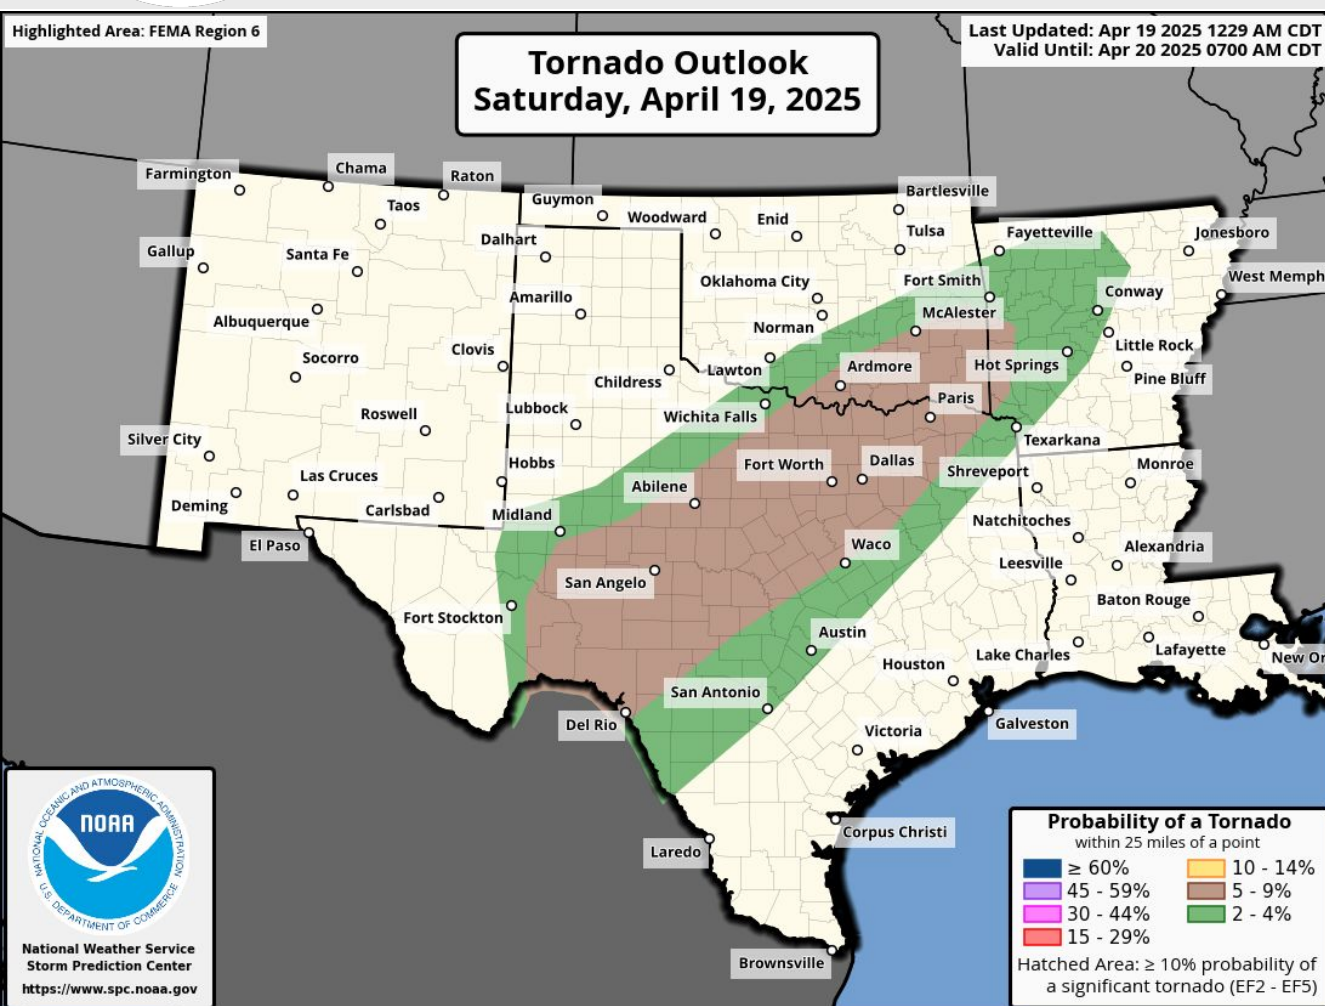 Highlighted Area: FEMA Region 6
Last Updated: Apr 19 2025 1229 AM CDT
Valid Until: Apr 20 2025 0700 AM CDT
Tornado Outlook
Saturday, April 19, 2025
Farmington
Chama
Raton
Taos
Guymon
Woodward
Enid
Bartlesville
Tulsa
Fayetteville
Jonesboro
Gallup
Santa Fe
Dalhart
Oklahoma City
Fort Smith
Conway
West Memph
Albuquerque
Amarillo
Norman
McAlester
Little Rock
Socorro
Clovis
Childress
Lawton
Ardmore
Hot Springs
Pine Bluff
Roswell
Lubbock
Wichita Falls
Paris
Texarkana
Silver City
Las Cruces
Hobbs
Fort Worth
Dallas
Shreveport
Monroe
Deming
Carlsbad
Abilene
Midland
Natchitoches
El Paso
Waco
Alexandria
San Angelo
Leesville
Fort Stockton
Baton Rouge
Austin
Lake Charles
Lafayette
New Or
Houston
San Antonio
Del Rio
Galveston
Victoria
Corpus Christi
Laredo
Brownsville
NATIONAL OCEANIC AND ATMOSPHERIC ADMINISTRATION
NOAA
U.S. DEPARTMENT OF COMMERCE
National Weather Service
Storm Prediction Center
https://www.spc.noaa.gov
Probability of a Tornado
within 25 miles of a point
≥ 60%
45 - 59%
30 - 44%
15 - 29%
10 - 14%
5 - 9%
2 - 4%
Hatched Area: ≥ 10% probability of
a significant tornado (EF2 - EF5)